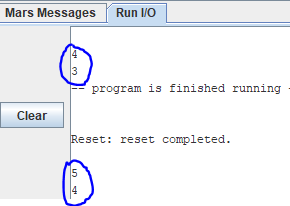 Mars Messages Run I/O
4
3
-- program is finished running -
Clear
Reset: reset completed.
5
4